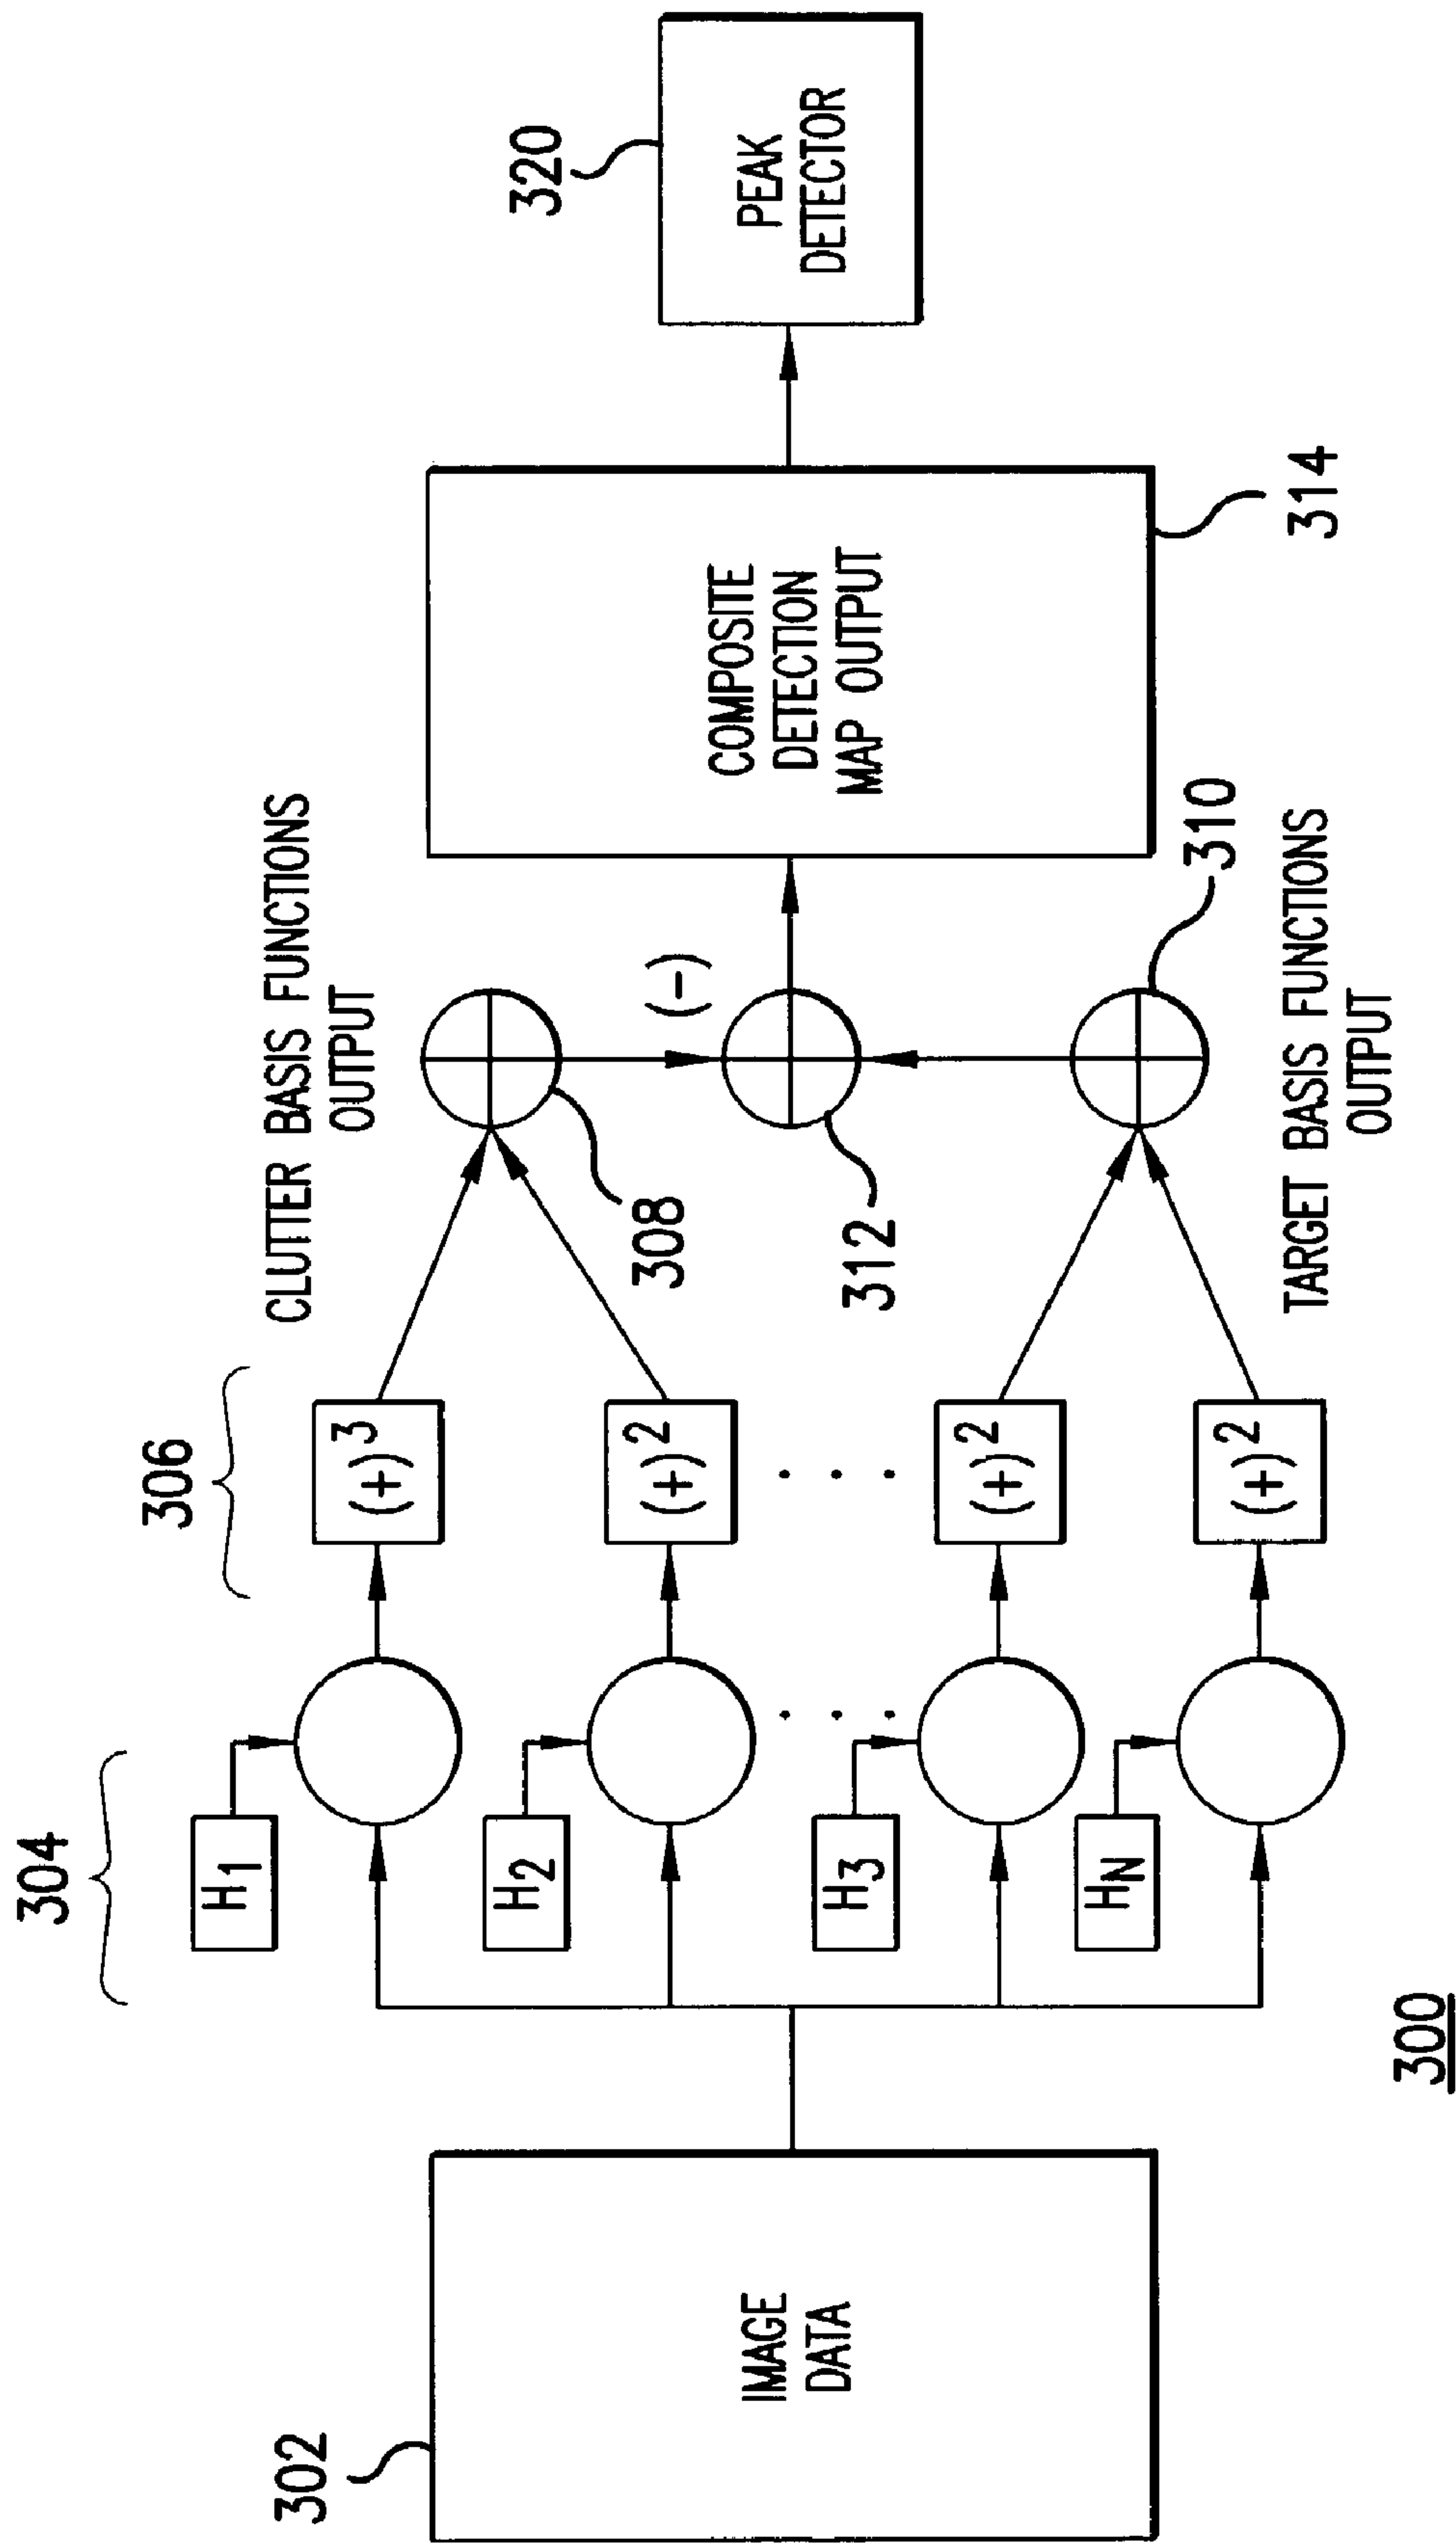 304
306
CLUTTER BASIS FUNCTIONS
OUTPUT
320
302
IMAGE
DATA
H1
H2
H3
HN
(+)3
(+)2
. . .
. . .
(+)2
(+)2
308
(-)
312
310
COMPOSITE
DETECTION
MAP OUTPUT
314
PEAK
DETECTOR
TARGET BASIS FUNCTIONS
OUTPUT
300